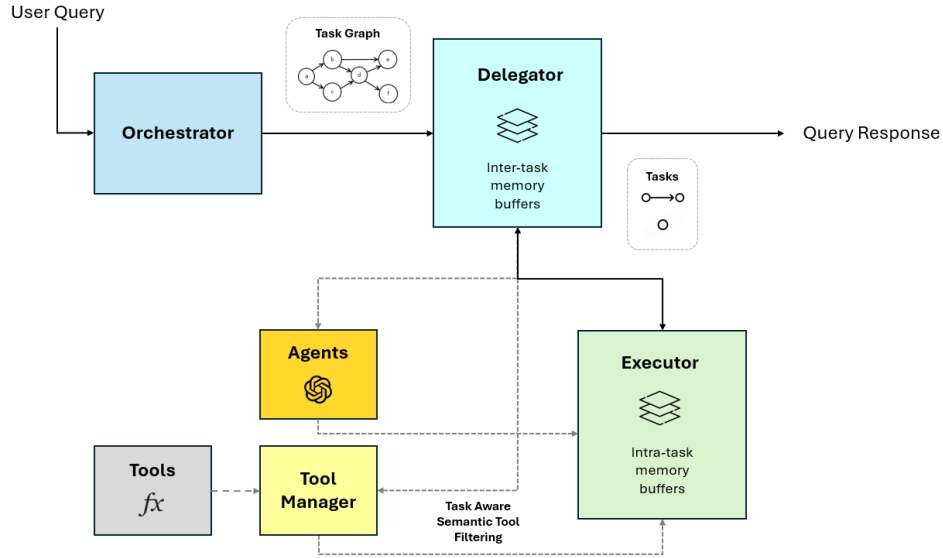 User Query
Task Graph
a
b
c
d
e
f
Orchestrator
Delegator
Inter-task
memory
buffers
Query Response
Tasks
Agents
Executor
Intra-task
memory
buffers
Tools
fx
Tool
Manager
Task Aware
Semantic Tool
Filtering